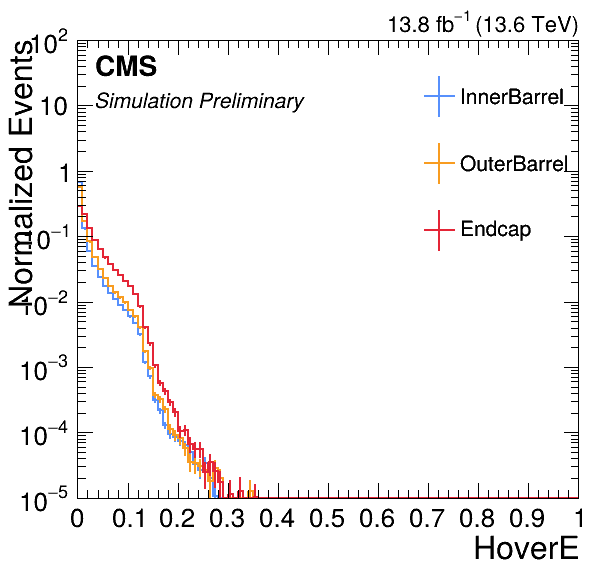 13.8 fb⁻¹ (13.6 TeV)
CMS
Simulation Preliminary
InnerBarrel
OuterBarrel
Endcap
Normalized Events
10²
10
1
10⁻¹
10⁻²
10⁻³
10⁻⁴
10⁻⁵
0 0.1 0.2 0.3 0.4 0.5 0.6 0.7 0.8 0.9 1
HoverE